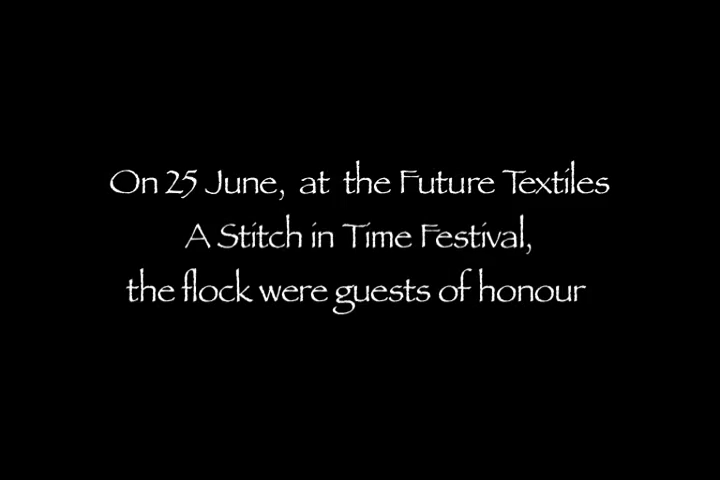 On 25 June, at the Future Textiles
A Stitch in Time Festival,
the flock were guests of honour